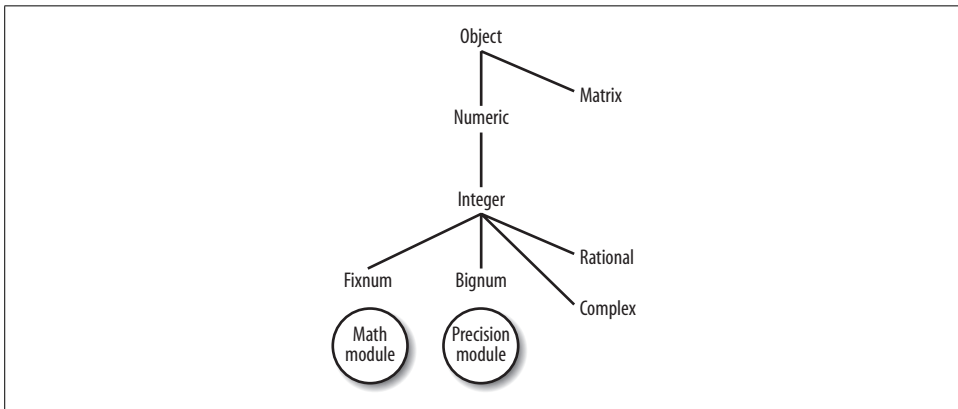 Object
Matrix
Numeric
Integer
Rational
Fixnum
Bignum
Complex
Math
module
Precision
module